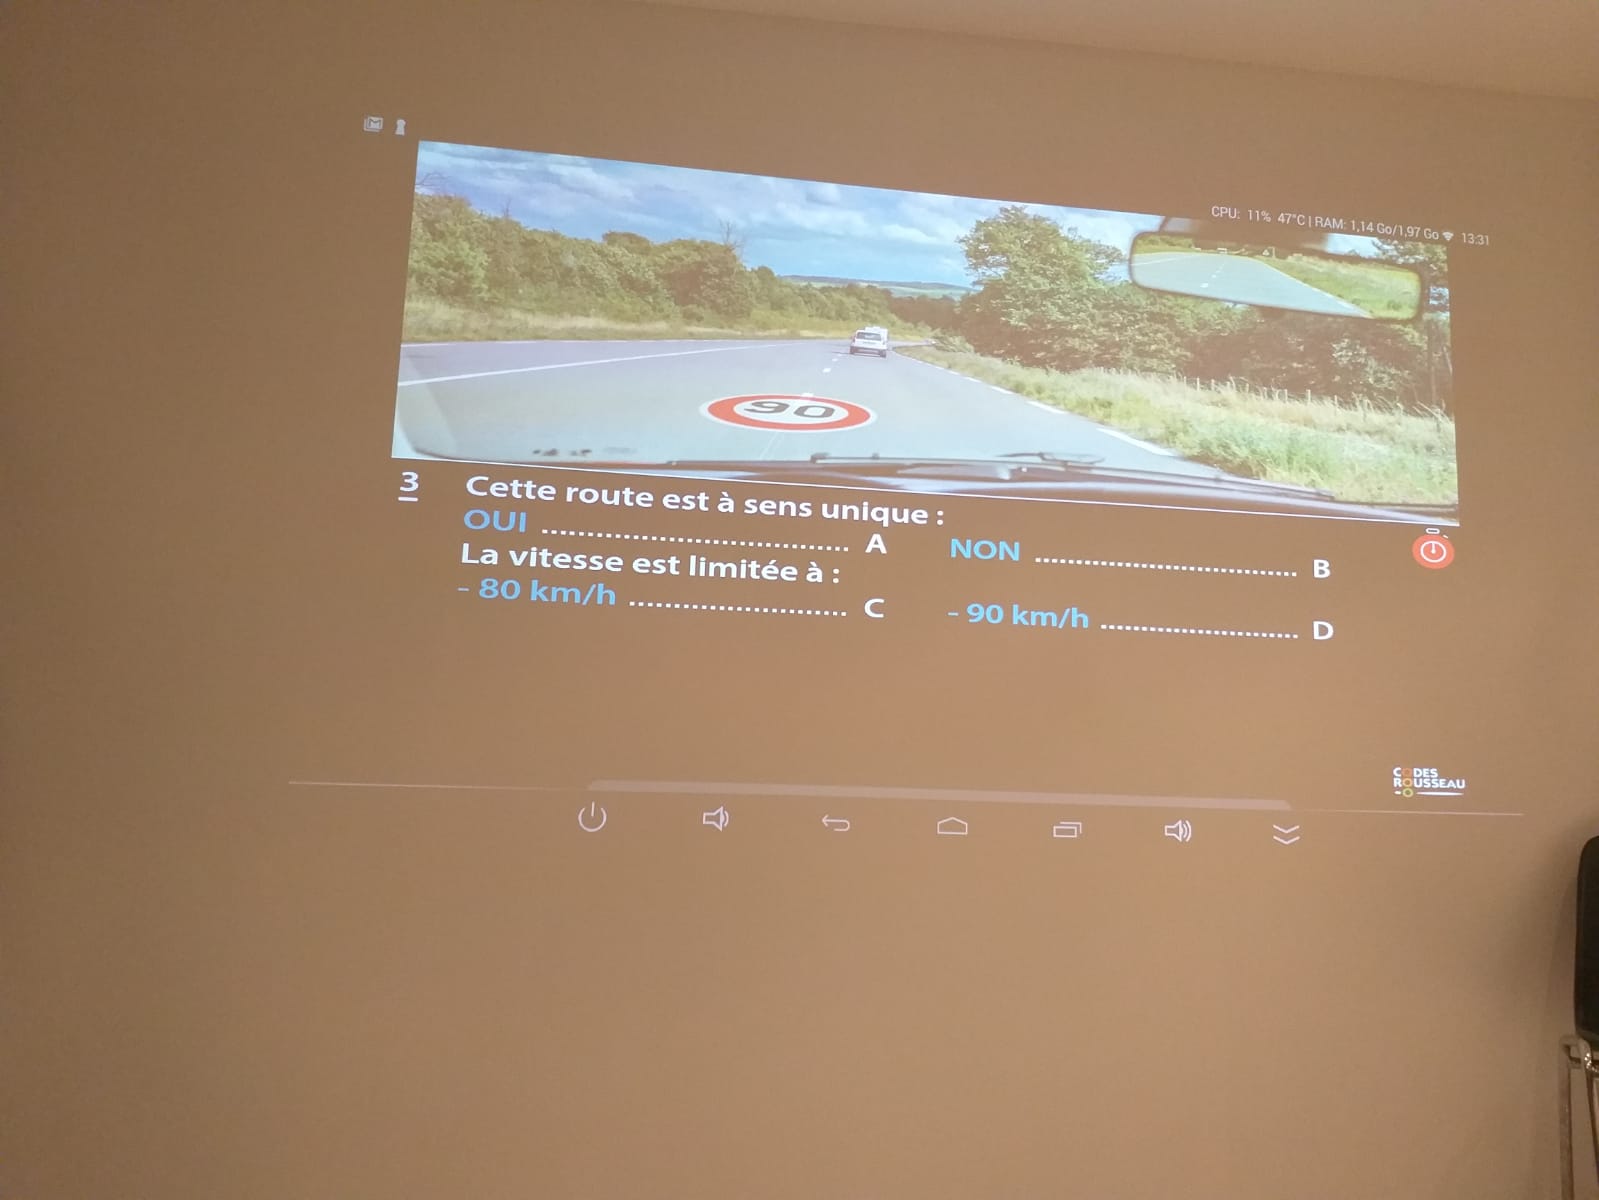 CPU: 11% 47°C | RAM: 1,14 Go/1,97 Go 13:31
90
3 Cette route est à sens unique :
OUI ........................................ A NON ........................................ B
La vitesse est limitée à :
- 80 km/h ........................... C - 90 km/h ........................... D
CODES
ROUSSEAU